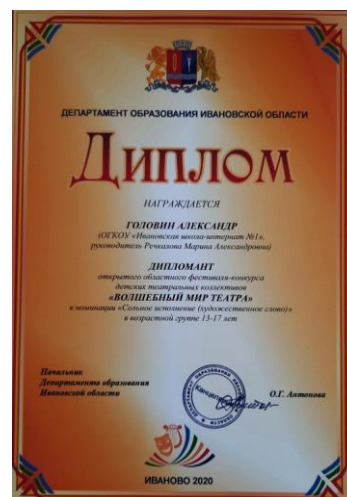 ДЕПАРТАМЕНТ ОБРАЗОВАНИЯ ИВАНОВСКОЙ ОБЛАСТИ
ДИПЛОМ
НАГРАЖДАЕТСЯ
ГОЛОВИН АЛЕКСАНДР
(ОГКОУ «Ивановская школа-интернат №1»,
руководитель Речкалова Марина Александровна)
ДИПЛОМАНТ
открытого областного фестиваля-конкурса
детских театральных коллективов
«ВОЛШЕБНЫЙ МИР ТЕАТРА»
в номинации «Сольное исполнение (художественное слово)»
в возрастной группе 13-17 лет
Начальник
Департамента образования
Ивановской области
О.Г. Антонова
ИВАНОВО 2020